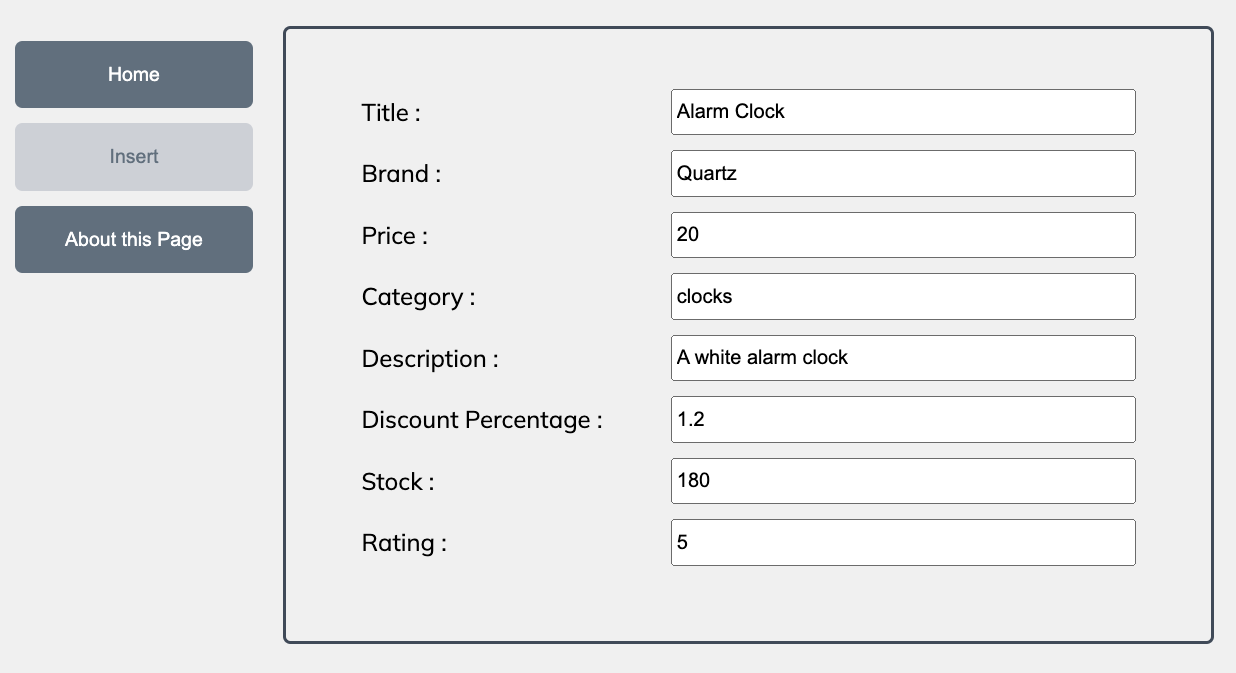 Home
Insert
About this Page
Title : Alarm Clock
Brand : Quartz
Price : 20
Category : clocks
Description : A white alarm clock
Discount Percentage : 1.2
Stock : 180
Rating : 5